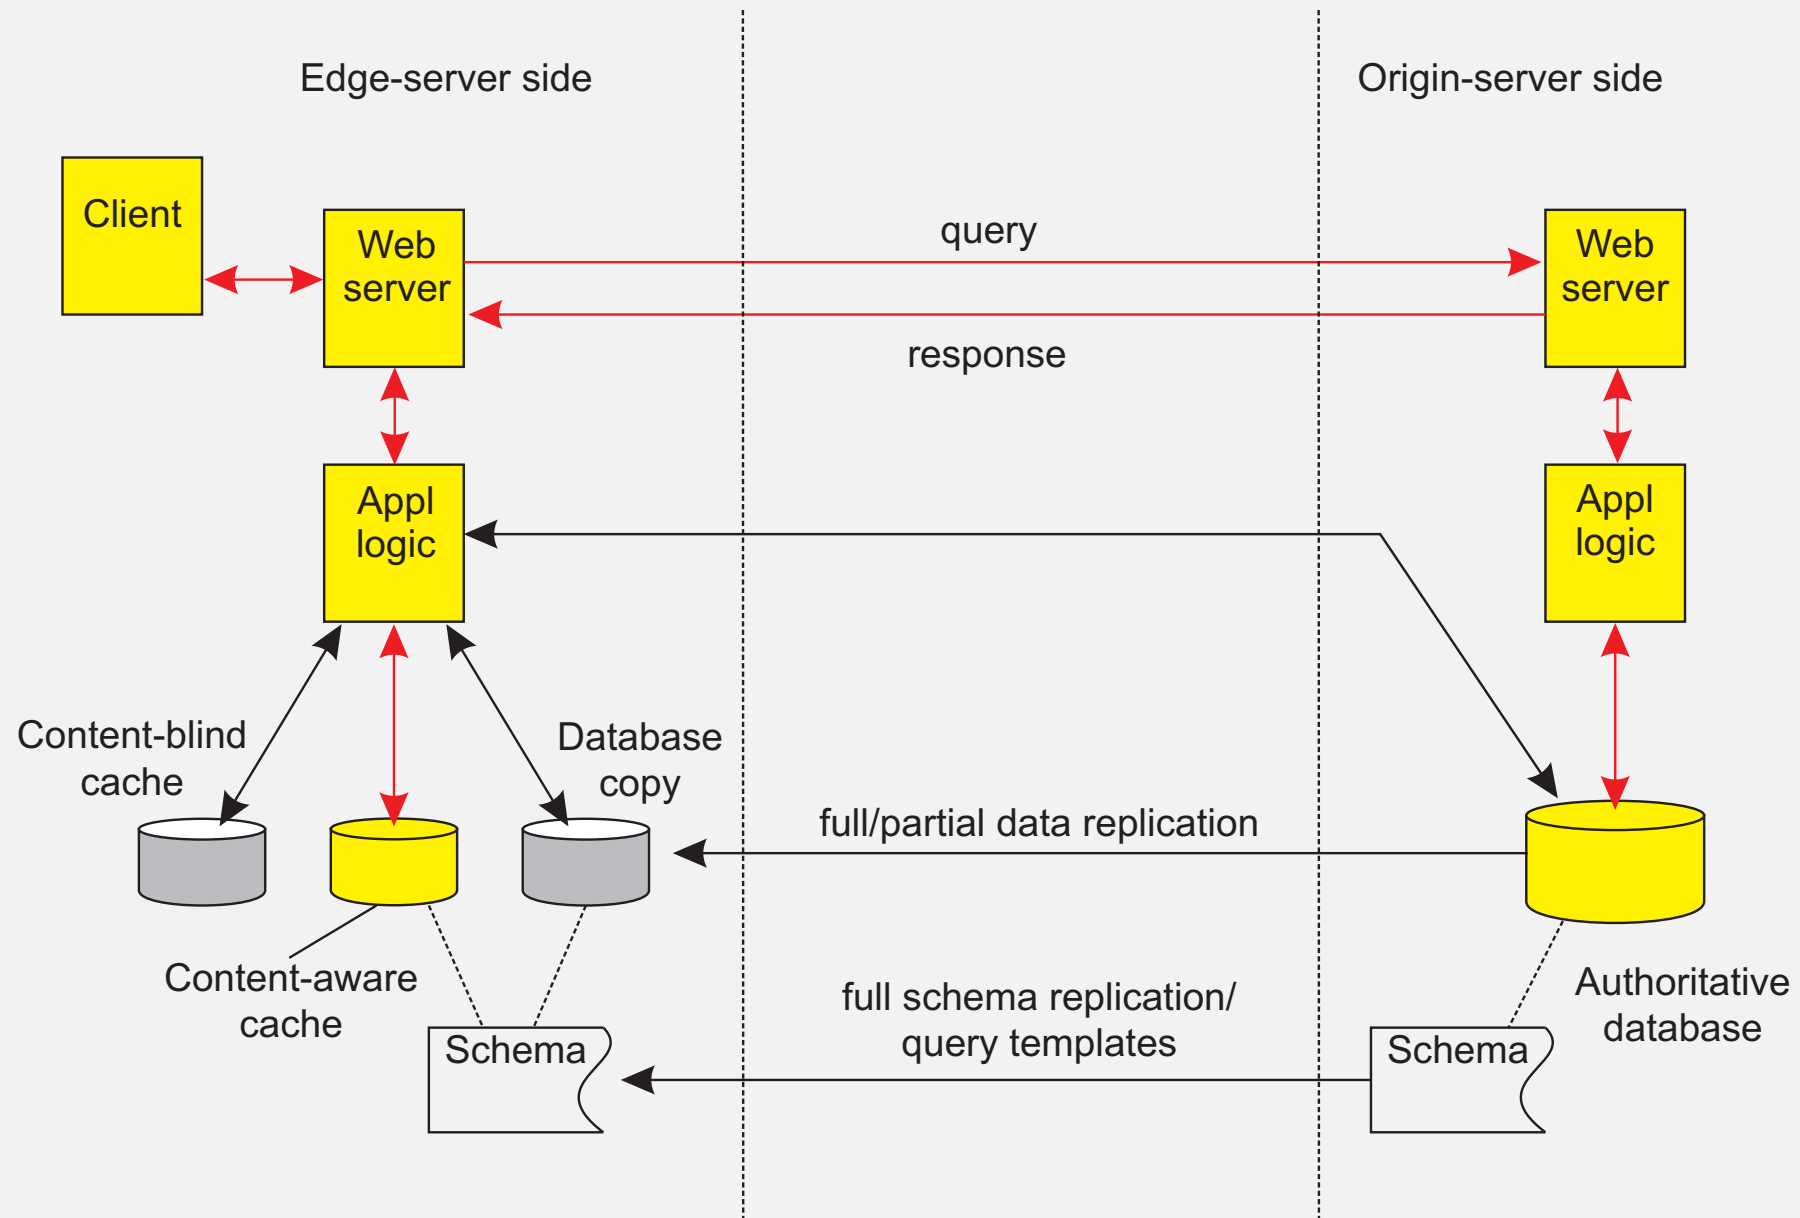 Edge-server side
Origin-server side
Client
Web
server
query
response
Web
server
Appl
logic
Appl
logic
Content-blind
cache
Database
copy
full/partial data replication
Content-aware
cache
full schema replication/
query templates
Authoritative
database
Schema
Schema